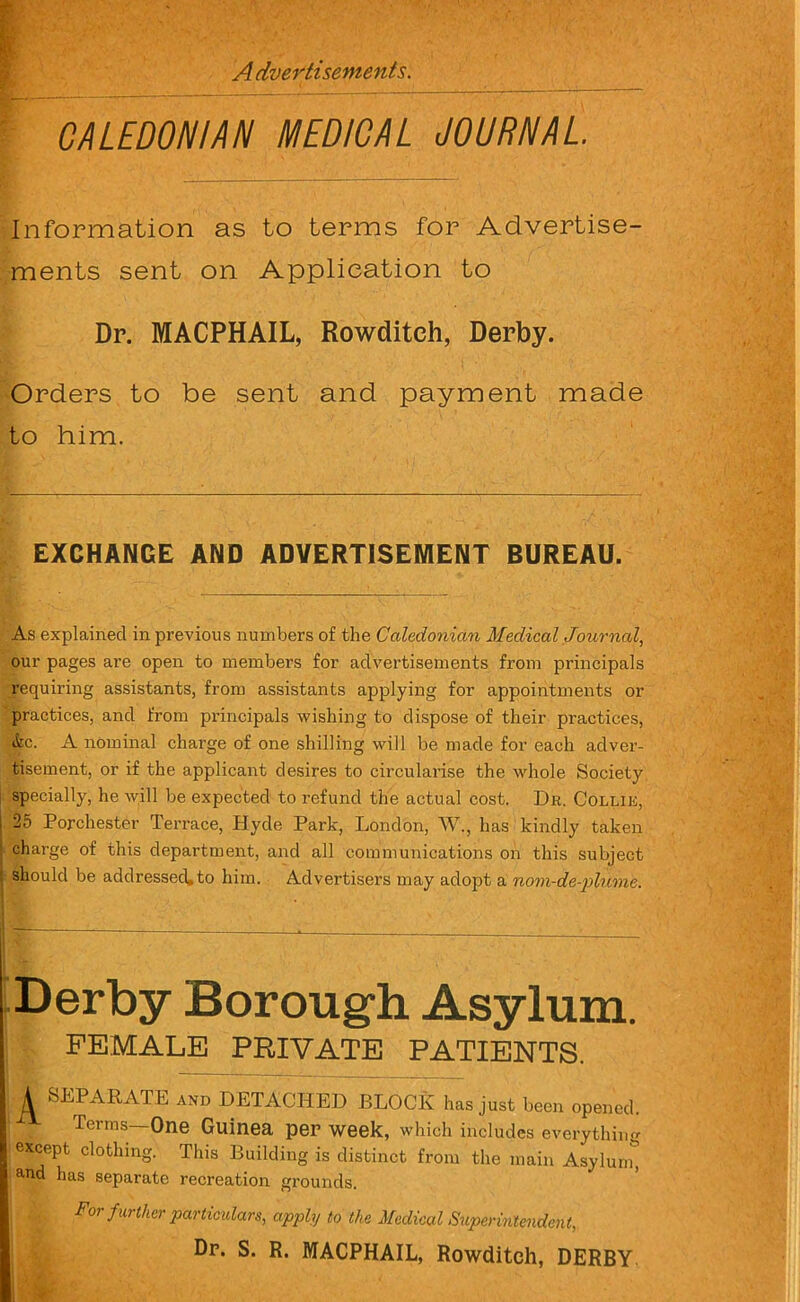 Advertisements.
CALEDONIAN MEDICAL JOURNAL.
Information as to terms for Advertise-
ments sent on Application to
Dr. MACPHAIL, Rowditch, Derby.
Orders to be sent and payment made
to him.
EXCHANGE AND ADVERTISEMENT BUREAU.
As explained in previous numbers of the Caledonian Medical Journal,
our pages are open to members for advertisements from principals
requiring assistants, from assistants applying for appointments or
practices, and from principals wishing to dispose of their practices,
&c. A nominal charge of one shilling will be made for each adver-
tisement, or if the applicant desires to circularise the whole Society
specially, he will be expected to refund the actual cost. DR. COLLIE,
25 Porchester Terrace, Hyde Park, London, W., has kindly taken
charge of this department, and all communications on this subject
should be addressed to him. Advertisers may adopt a nom-de-plume.
Derby Borough Asylum.
FEMALE PRIVATE PATIENTS.
A SEPARATE AND DETACHED BLOCK has just been opened.
Terms—One Guinea per week, which includes everything
except clothing. This Building is distinct from the main Asylum,
and has separate recreation grounds.
For further particulars, apply to the Medical Superintendent,
Dr. S. R. MACPHAIL, Rowditch, DERBY